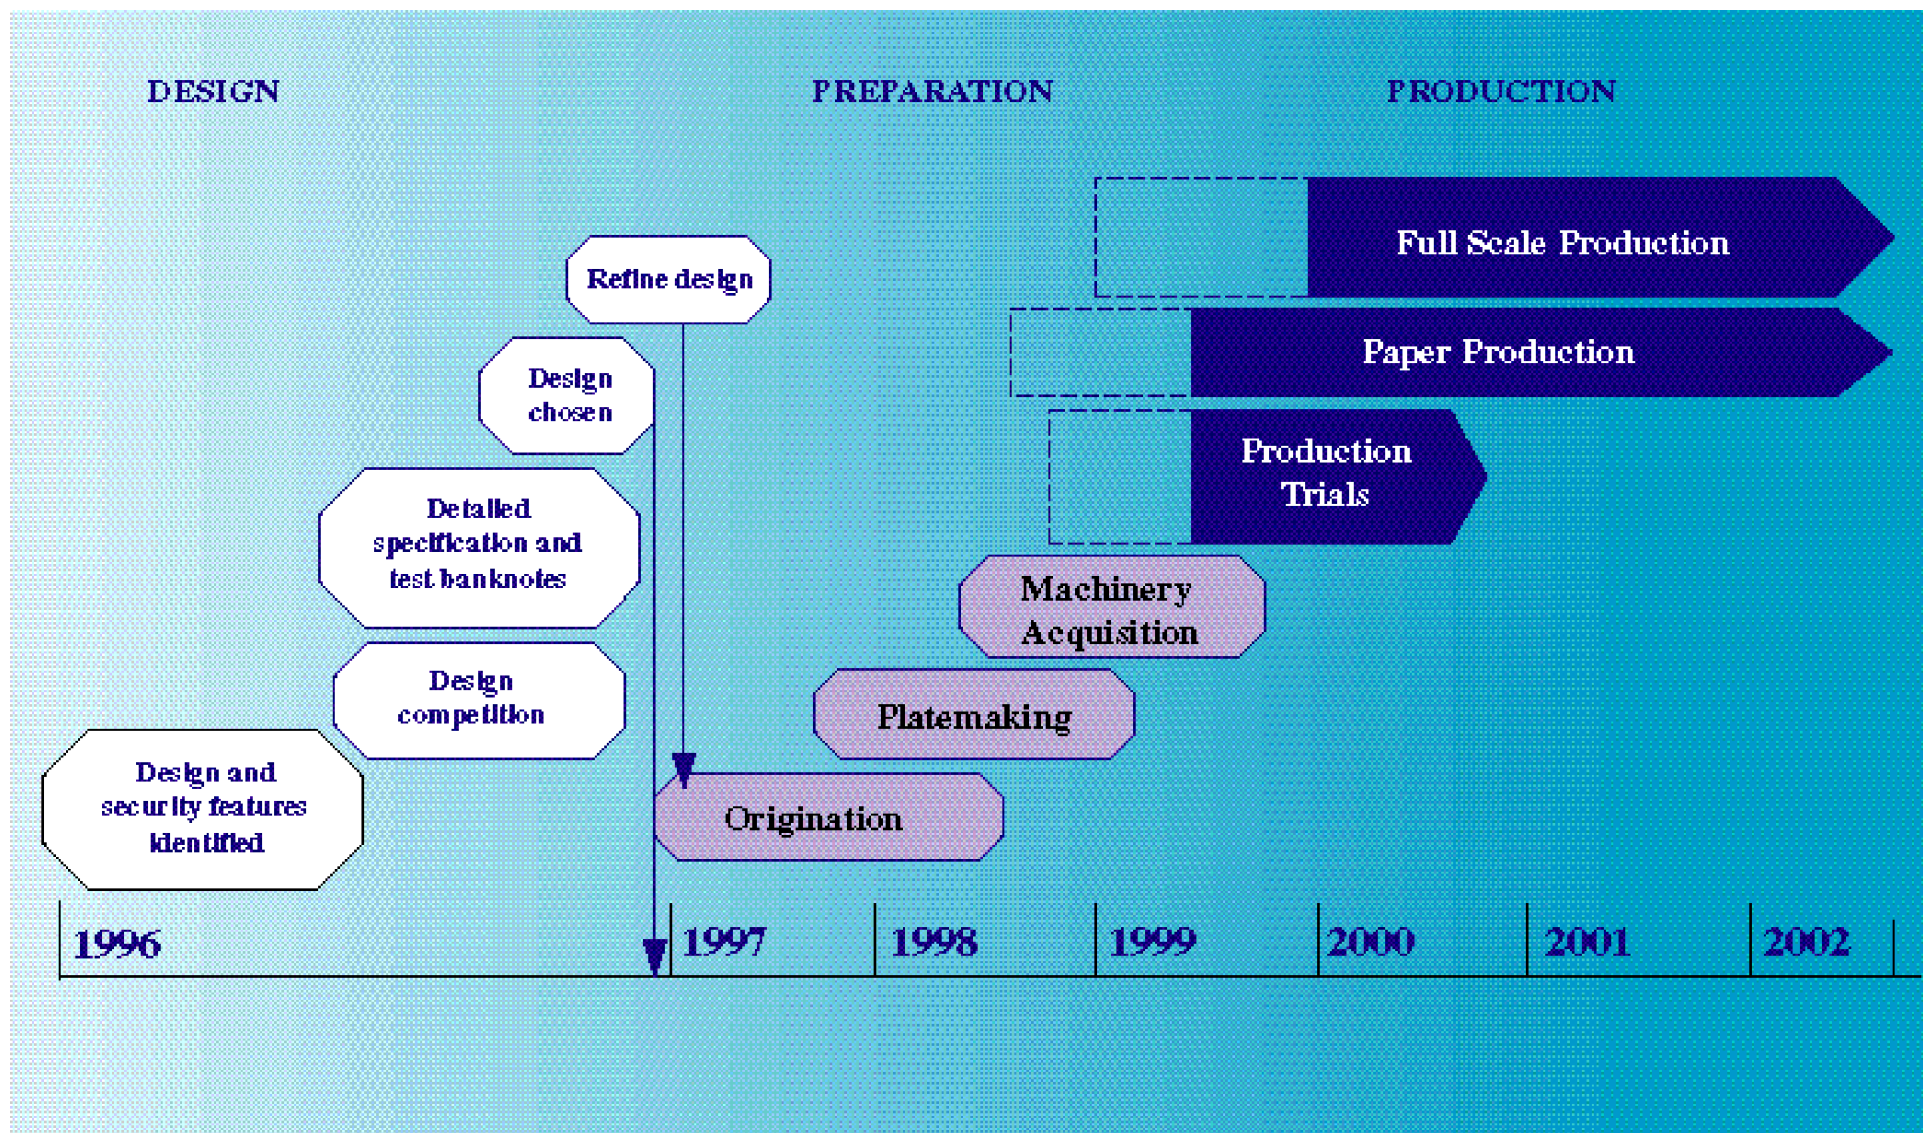 DESIGN
PREPARATION
PRODUCTION
Full Scale Production
Refine design
Paper Production
Design
chosen
Production
Trials
Detailed
specification and
test banknotes
Machinery
Acquisition
Design
competition
Platemaking
Design and
security features
identified
Origination
1996
1997
1998
1999
2000
2001
2002